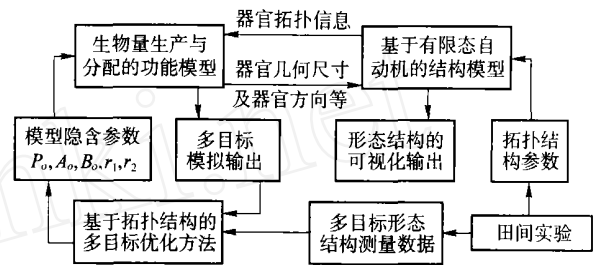 器官拓扑信息
生物量生产与
分配的功能模型
基于有限态自
动机的结构模型
器官几何尺寸
及器官方向等
模型隐含参数
Po,Ao,Bo,r1,r2
多目标
模拟输出
形态结构的
可视化输出
拓扑结
构参数
基于拓扑结构的
多目标优化方法
多目标形态
结构测量数据
田间实验